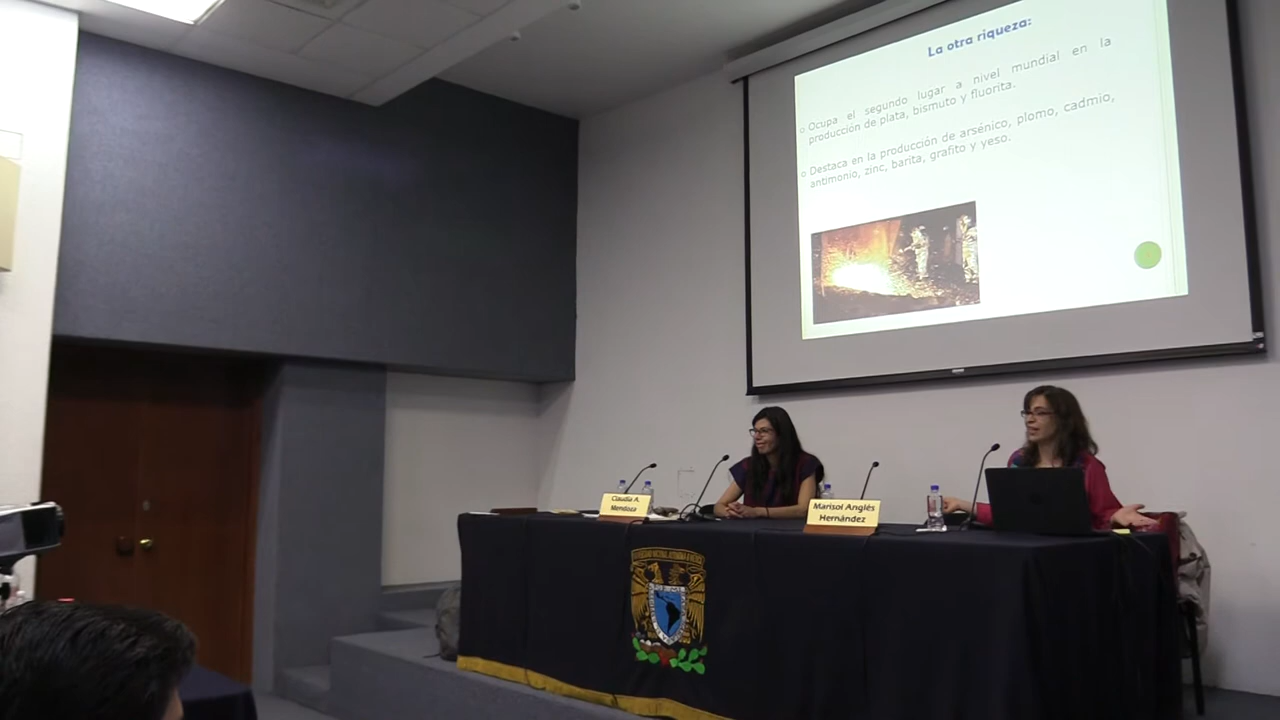 La otra riqueza:
Ocupa el segundo lugar a nivel mundial en la
producción de plata, bismuto y fluorita.
Destaca en la producción de arsénico, plomo, cadmio,
antimonio, zinc, barita, grafito y yeso.
Claudia A.
Mendoza
Marisol Anglés
Hernández